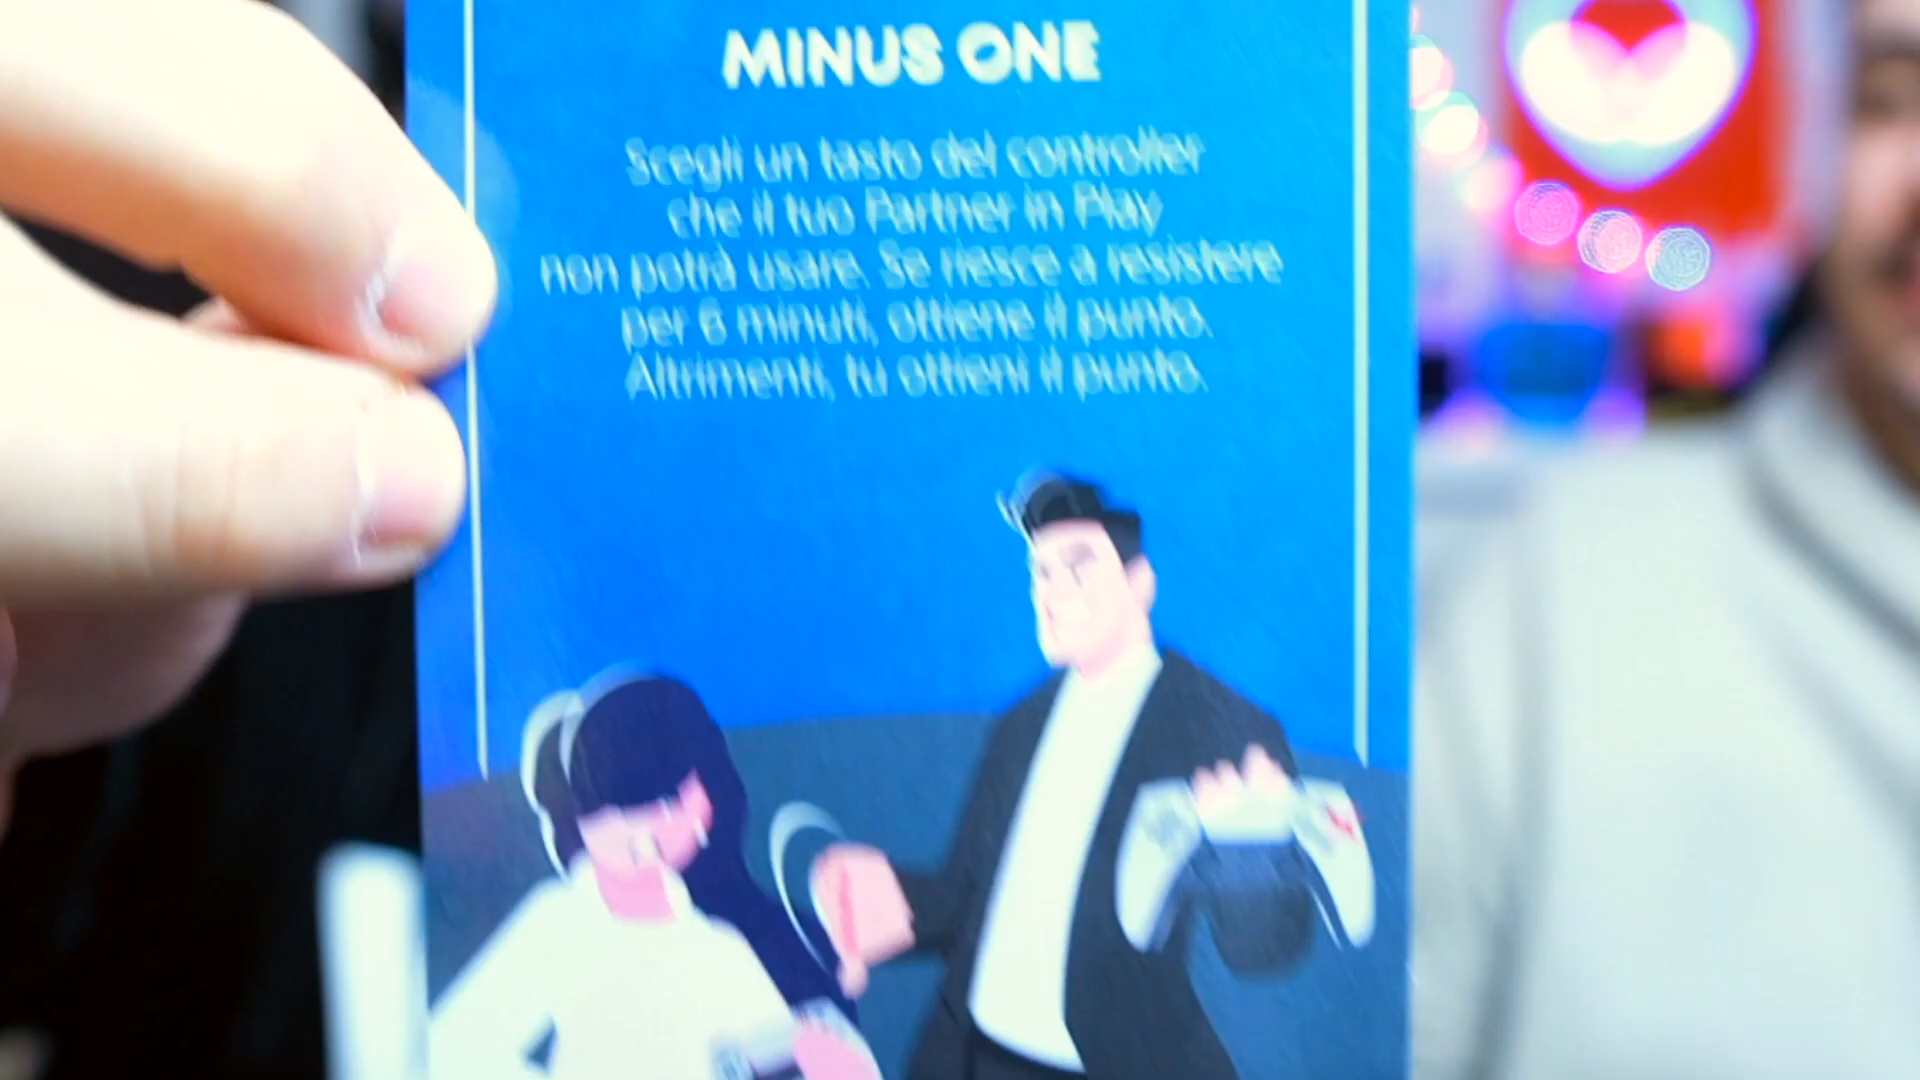 MINUS ONE
Scegli un tasto del controller
che il tuo Partner in Play
non potrà usare. Se riesce a resistere
per 6 minuti, ottiene il punto.
Altrimenti, tu ottieni il punto.